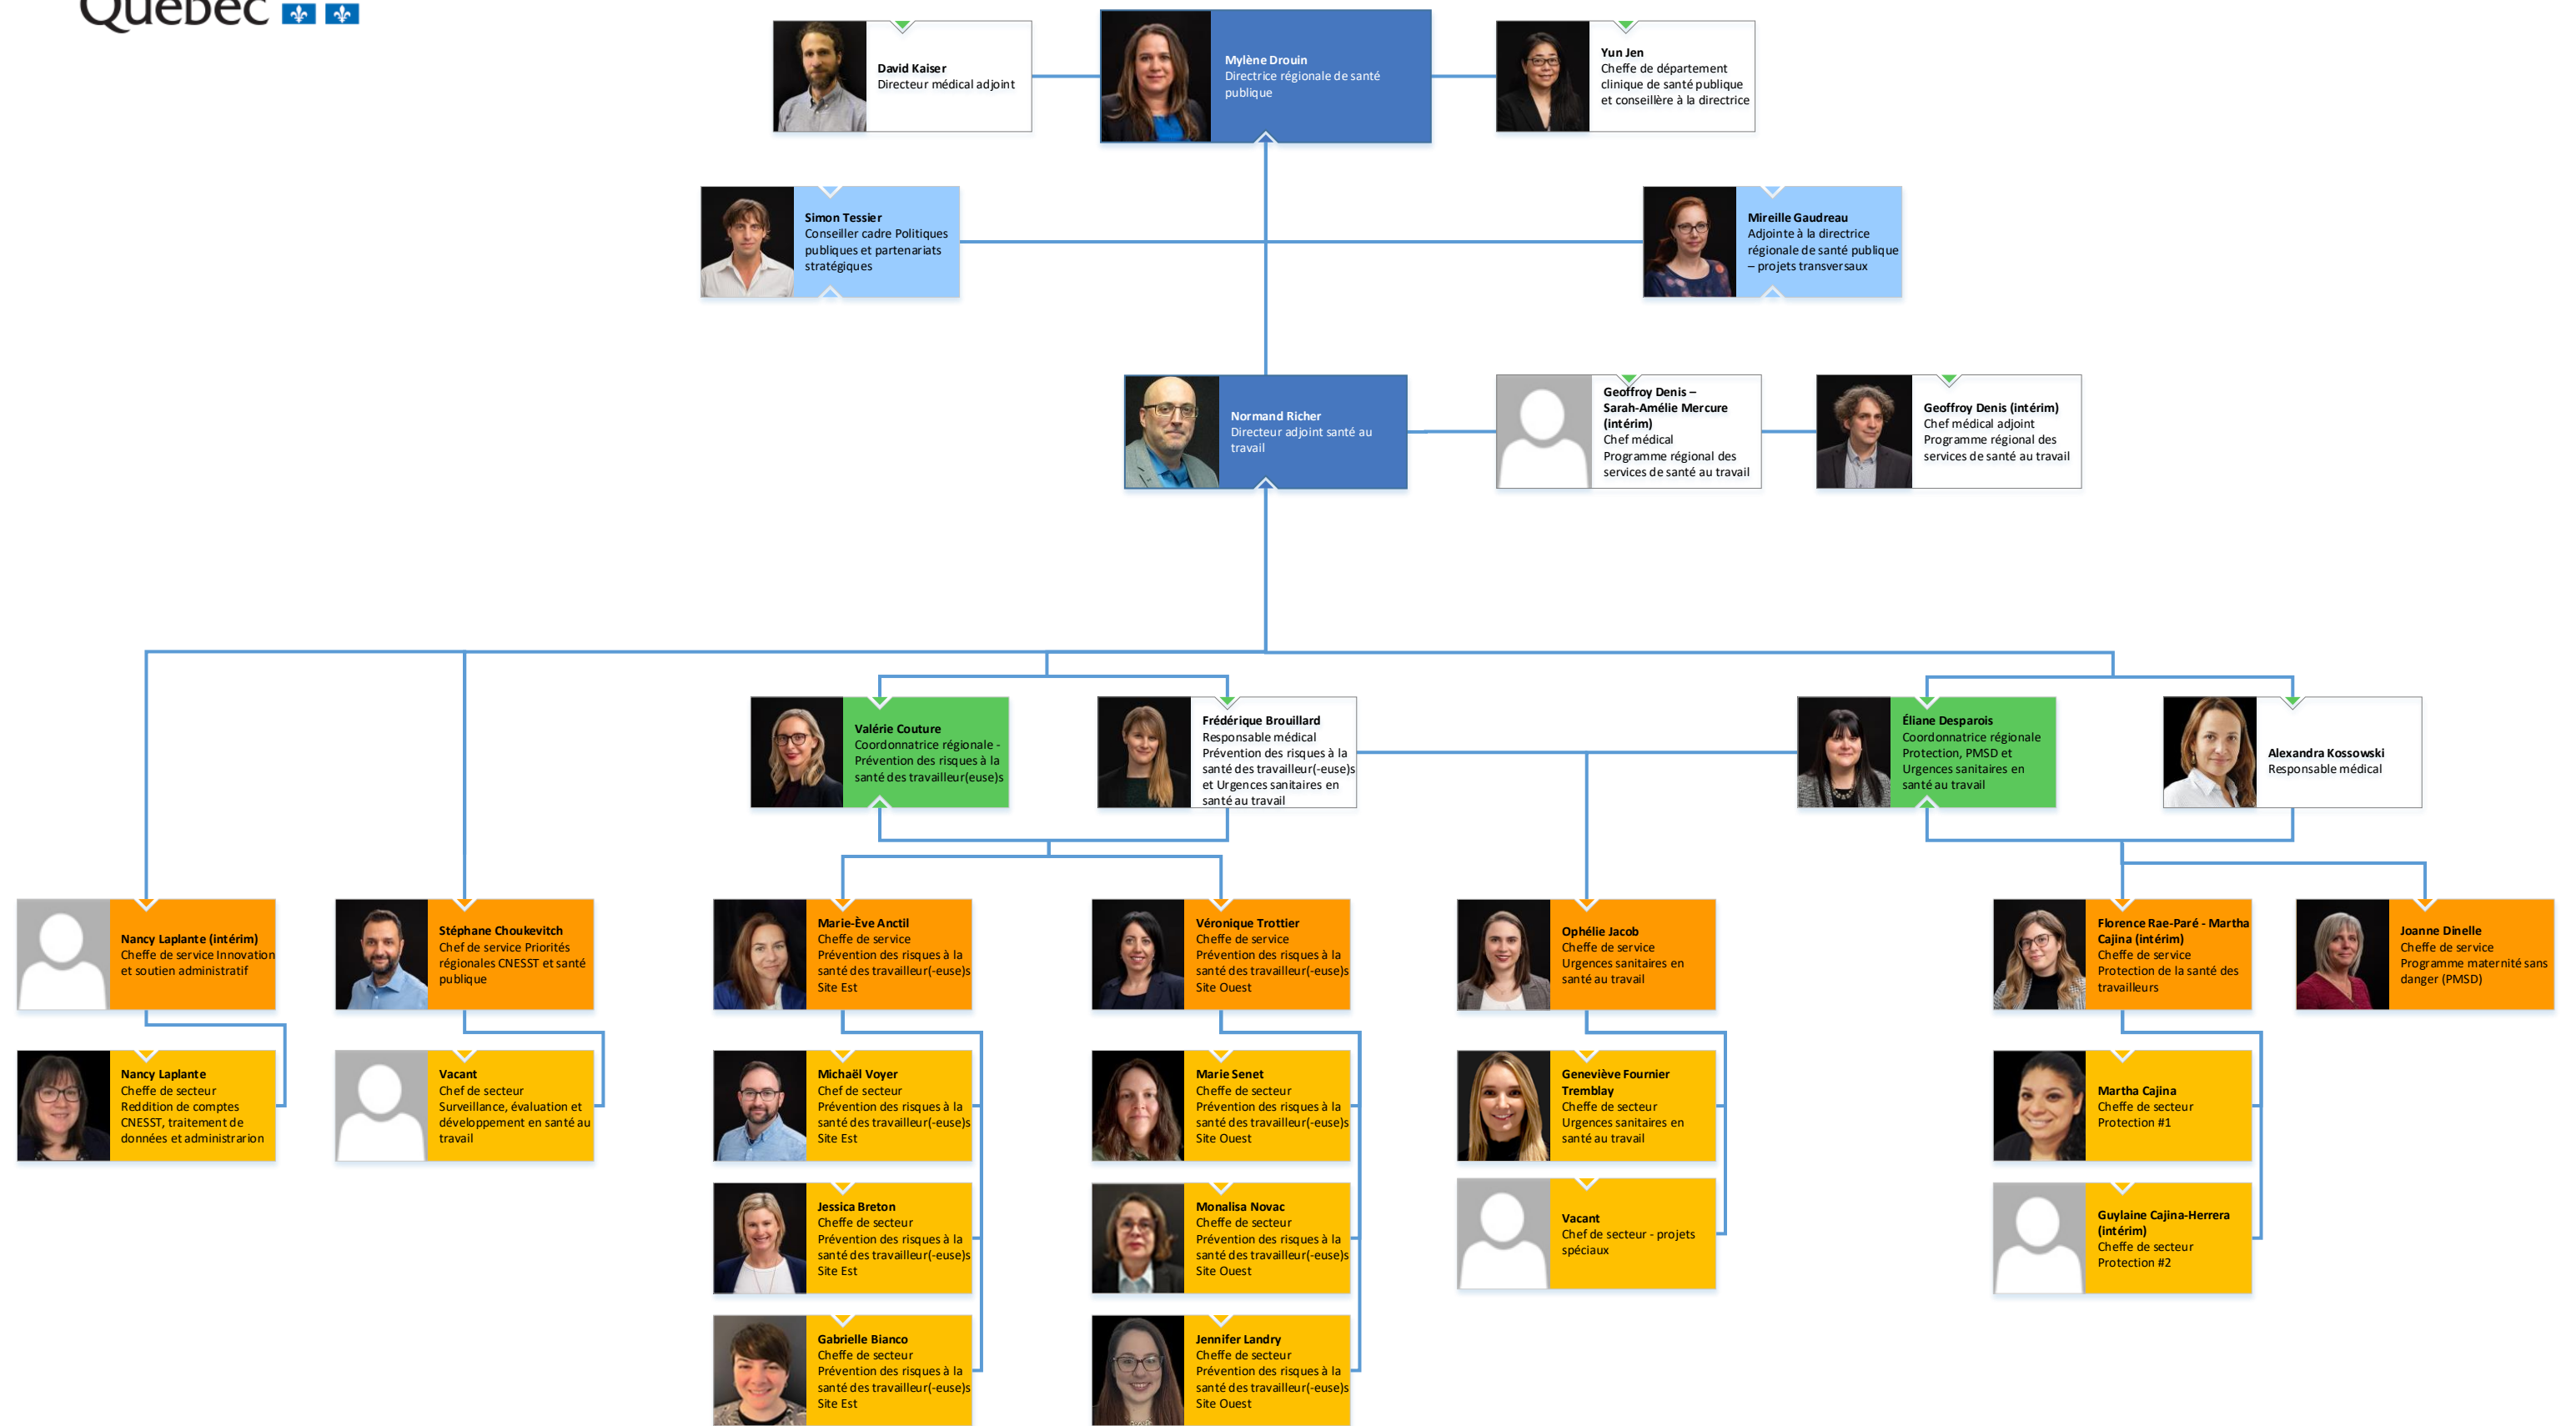 Québec
David Kaiser
Directeur médical adjoint
Mylène Drouin
Directrice régionale de santé
publique
Yun Jen
Cheffe de département
clinique de santé publique
et conseillère à la directrice
Simon Tessier
Conseiller cadre Politiques
publiques et partenariats
stratégiques
Mireille Gaudreau
Adjointe à la directrice
régionale de santé publique
– projets transversaux
Normand Richer
Directeur adjoint santé au
travail
Geoffroy Denis –
Sarah-Amélie Mercure
(intérim)
Chef médical
Programme régional des
services de santé au travail
Geoffroy Denis (intérim)
Chef médical adjoint
Programme régional des
services de santé au travail
Valérie Couture
Coordonnatrice régionale -
Prévention des risques à la
santé des travailleur(euse)s
Frédérique Brouillard
Responsable médical
Prévention des risques à la
santé des travailleur(-euse)s
et Urgences sanitaires en
santé au travail
Éliane Desparois
Coordonnatrice régionale
Protection, PMSD et
Urgences sanitaires en
santé au travail
Alexandra Kossowski
Responsable médical
Nancy Laplante (intérim)
Cheffe de service Innovation
et soutien administratif
Stéphane Choukevitch
Chef de service Priorités
régionales CNESST et santé
publique
Marie-Ève Anctil
Cheffe de service
Prévention des risques à la
santé des travailleur(-euse)s
Site Est
Véronique Trottier
Cheffe de service
Prévention des risques à la
santé des travailleur(-euse)s
Site Ouest
Ophélie Jacob
Cheffe de service
Urgences sanitaires en
santé au travail
Florence Rae-Paré - Martha
Cajina (intérim)
Cheffe de service
Protection de la santé des
travailleurs
Joanne Dinelle
Cheffe de service
Programme maternité sans
danger (PMSD)
Nancy Laplante
Cheffe de secteur
Reddition de comptes
CNESST, traitement de
données et administrarion
Vacant
Chef de secteur
Surveillance, évaluation et
développement en santé au
travail
Michaël Voyer
Chef de secteur
Prévention des risques à la
santé des travailleur(-euse)s
Site Est
Marie Senet
Cheffe de secteur
Prévention des risques à la
santé des travailleur(-euse)s
Site Ouest
Geneviève Fournier
Tremblay
Cheffe de secteur
Urgences sanitaires en
santé au travail
Martha Cajina
Cheffe de secteur
Protection #1
Jessica Breton
Cheffe de secteur
Prévention des risques à la
santé des travailleur(-euse)s
Site Est
Monalisa Novac
Cheffe de secteur
Prévention des risques à la
santé des travailleur(-euse)s
Site Ouest
Vacant
Chef de secteur - projets
spéciaux
Guylaine Cajina-Herrera
(intérim)
Cheffe de secteur
Protection #2
Gabrielle Bianco
Cheffe de secteur
Prévention des risques à la
santé des travailleur(-euse)s
Site Est
Jennifer Landry
Cheffe de secteur
Prévention des risques à la
santé des travailleur(-euse)s
Site Ouest